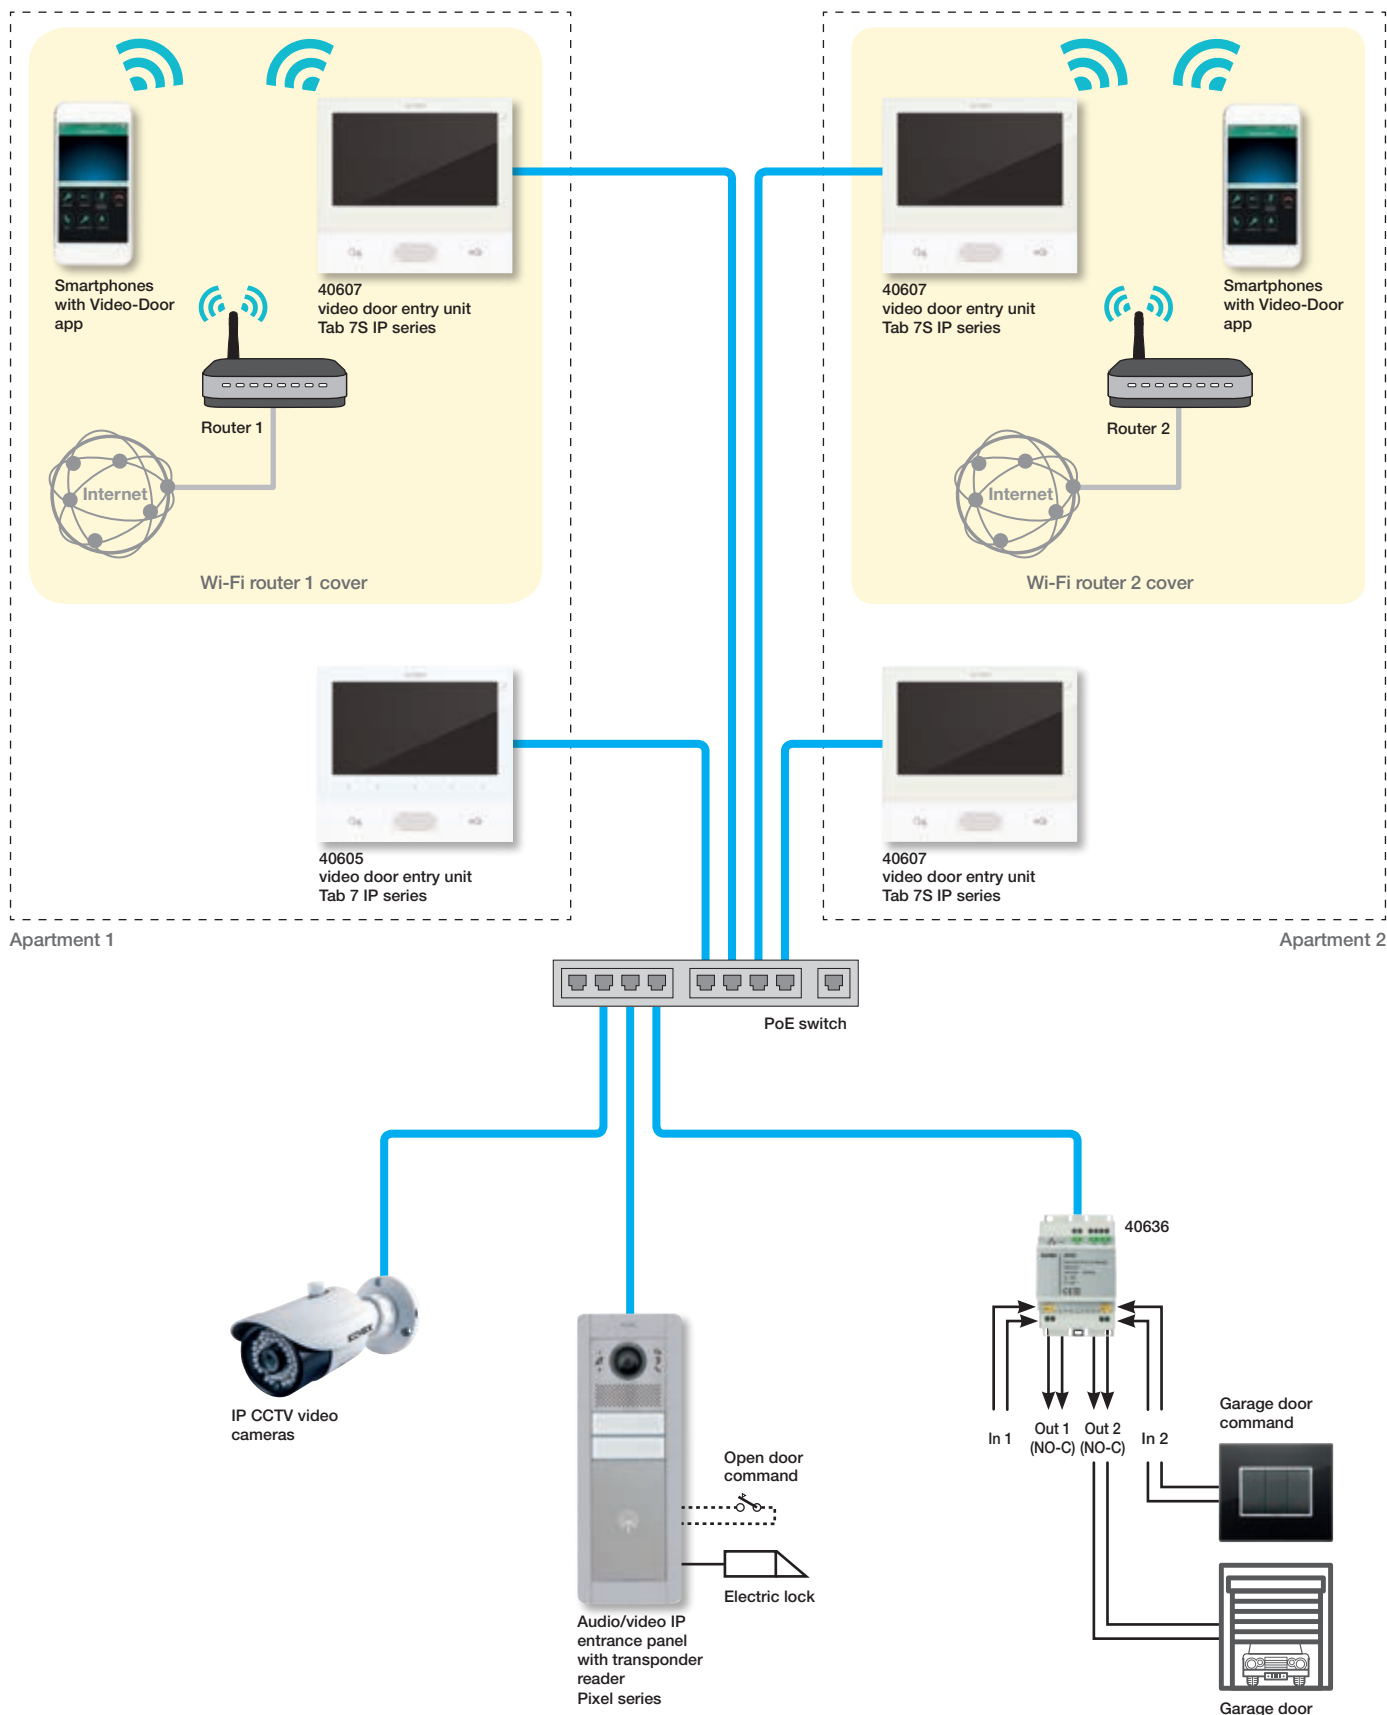 Smartphones
with Video-Door
app
40607
video door entry unit
Tab 7S IP series
Router 1
Internet
Wi-Fi router 1 cover
40605
video door entry unit
Tab 7 IP series
Apartment 1
40607
video door entry unit
Tab 7S IP series
Smartphones
with Video-Door
app
Router 2
Internet
Wi-Fi router 2 cover
40607
video door entry unit
Tab 7S IP series
Apartment 2
PoE switch
IP CCTV video
cameras
Audio/video IP
entrance panel
with transponder
reader
Pixel series
Open door
command
Electric lock
40636
In 1
Out 1
(NO-C)
Out 2
(NO-C)
In 2
Garage door
command
Garage door